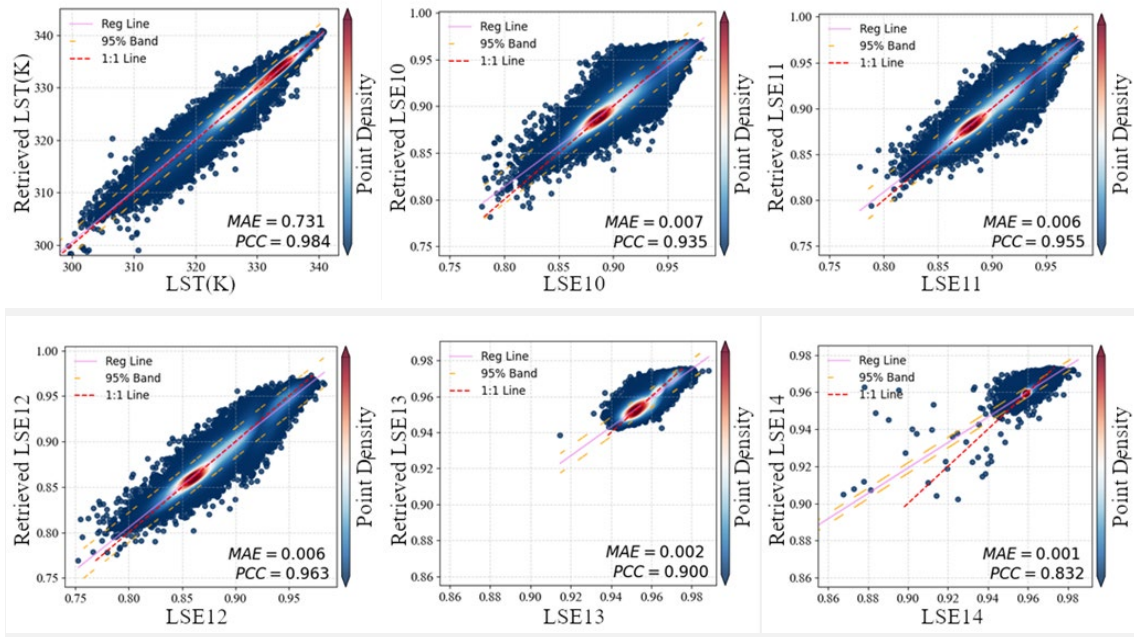 Reg Line
95% Band
1:1 Line
340
330
320
310
300
300
310
320
330
340
Retrieved LST(K)
LST(K)
MAE = 0.731
PCC = 0.984
Point Density
Reg Line
95% Band
1:1 Line
1.00
0.95
0.90
0.85
0.80
0.75
0.75
0.80
0.85
0.90
0.95
Retrieved LSE10
LSE10
MAE = 0.007
PCC = 0.935
Point Density
Reg Line
95% Band
1:1 Line
1.00
0.95
0.90
0.85
0.80
0.75
0.75
0.80
0.85
0.90
0.95
Retrieved LSE11
LSE11
MAE = 0.006
PCC = 0.955
Point Density
Reg Line
95% Band
1:1 Line
1.00
0.95
0.90
0.85
0.80
0.75
0.75
0.80
0.85
0.90
0.95
Retrieved LSE12
LSE12
MAE = 0.006
PCC = 0.963
Point Density
Reg Line
95% Band
1:1 Line
0.98
0.96
0.94
0.92
0.90
0.88
0.86
0.86
0.88
0.90
0.92
0.94
0.96
0.98
Retrieved LSE13
LSE13
MAE = 0.002
PCC = 0.900
Point Density
Reg Line
95% Band
1:1 Line
0.98
0.96
0.94
0.92
0.90
0.88
0.86
0.86
0.88
0.90
0.92
0.94
0.96
0.98
Retrieved LSE14
LSE14
MAE = 0.001
PCC = 0.832
Point Density